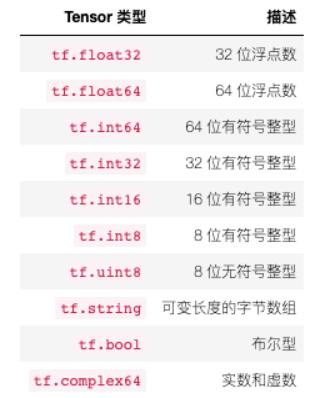 Tensor 类型 描述
tf.float32 32 位浮点数
tf.float64 64 位浮点数
tf.int64 64 位有符号整型
tf.int32 32 位有符号整型
tf.int16 16 位有符号整型
tf.int8 8 位有符号整型
tf.uint8 8 位无符号整型
tf.string 可变长度的字节数组
tf.bool 布尔型
tf.complex64 实数和虚数